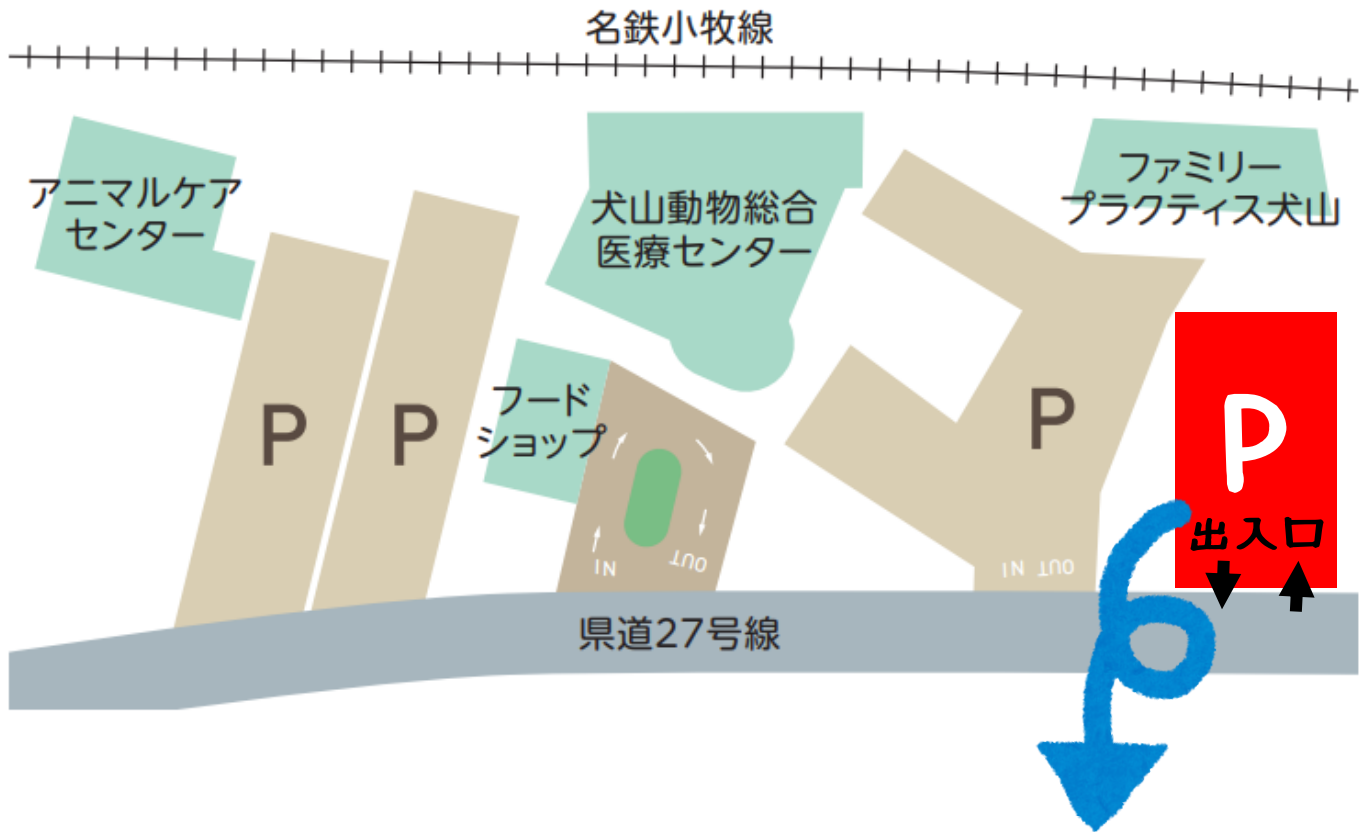 名鉄小牧線
アニマルケア
センター
犬山動物総合
医療センター
ファミリー
プラクティス犬山
P
P
フード
ショップ
P
P
IN
OUT
IN OUT
出入口
県道27号線